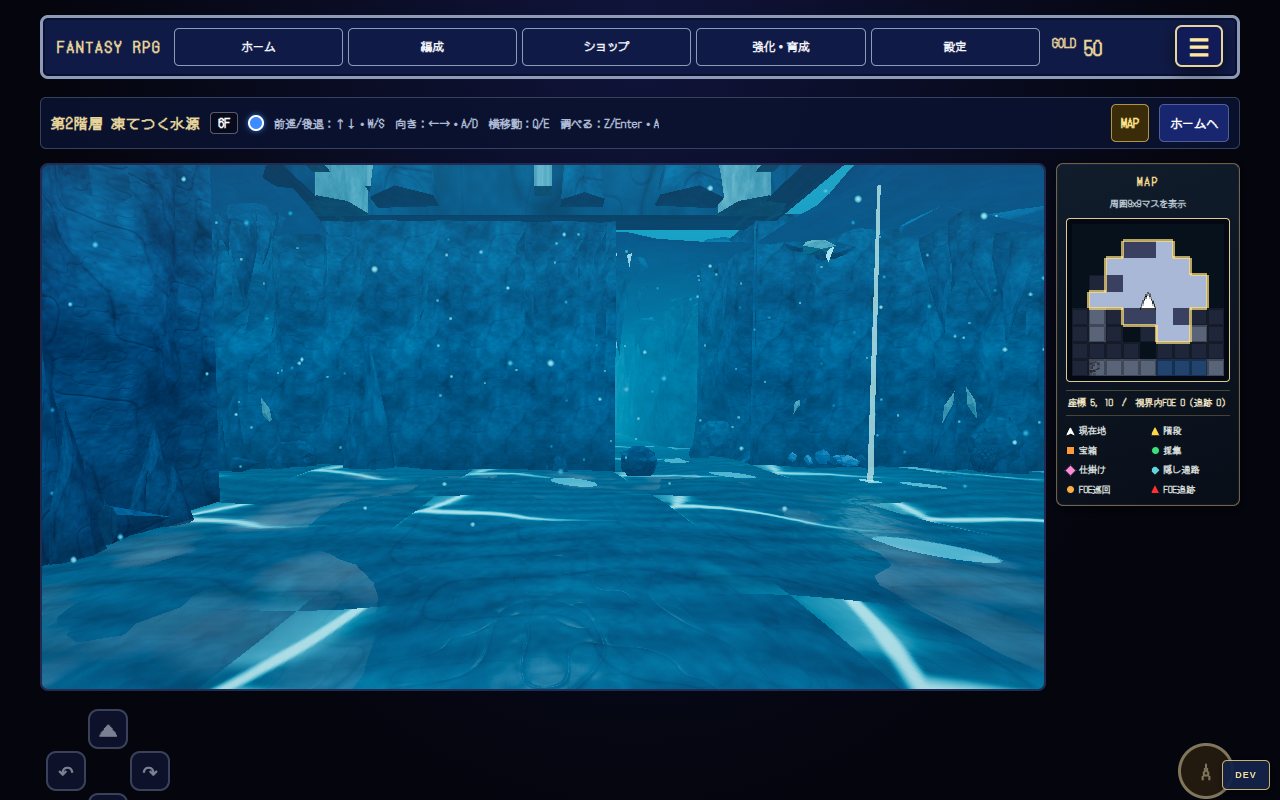 FANTASY RPG
ホーム
編成
ショップ
強化・育成
設定
GOLD 50
第2階層 凍てつく水源
6F
前進/後退：↑↓・W/S 向き：←→・A/D 横移動：Q/E 調べる：Z/Enter・A
MAP
ホームへ
MAP
周囲9x9マスを表示
座標 5, 10 / 視界内FOE 0 (追跡 0)
現在地
階段
宝箱
採集
仕掛け
隠し通路
FOE巡回
FOE追跡
A
DEV